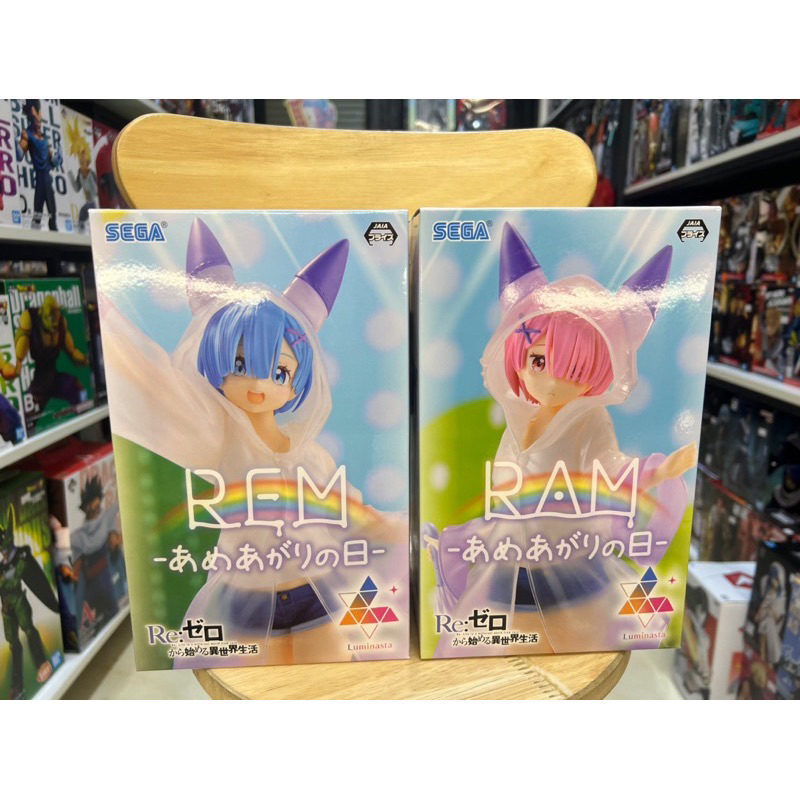 SEGA
JAIA
プライズ
REM
-あめあがりの日-
Re:ゼロ
から始める異世界生活
Luminasta
SEGA
JAIA
プライズ
RAM
-あめあがりの日-
Re:ゼロ
から始める異世界生活
Luminasta
Dragonball